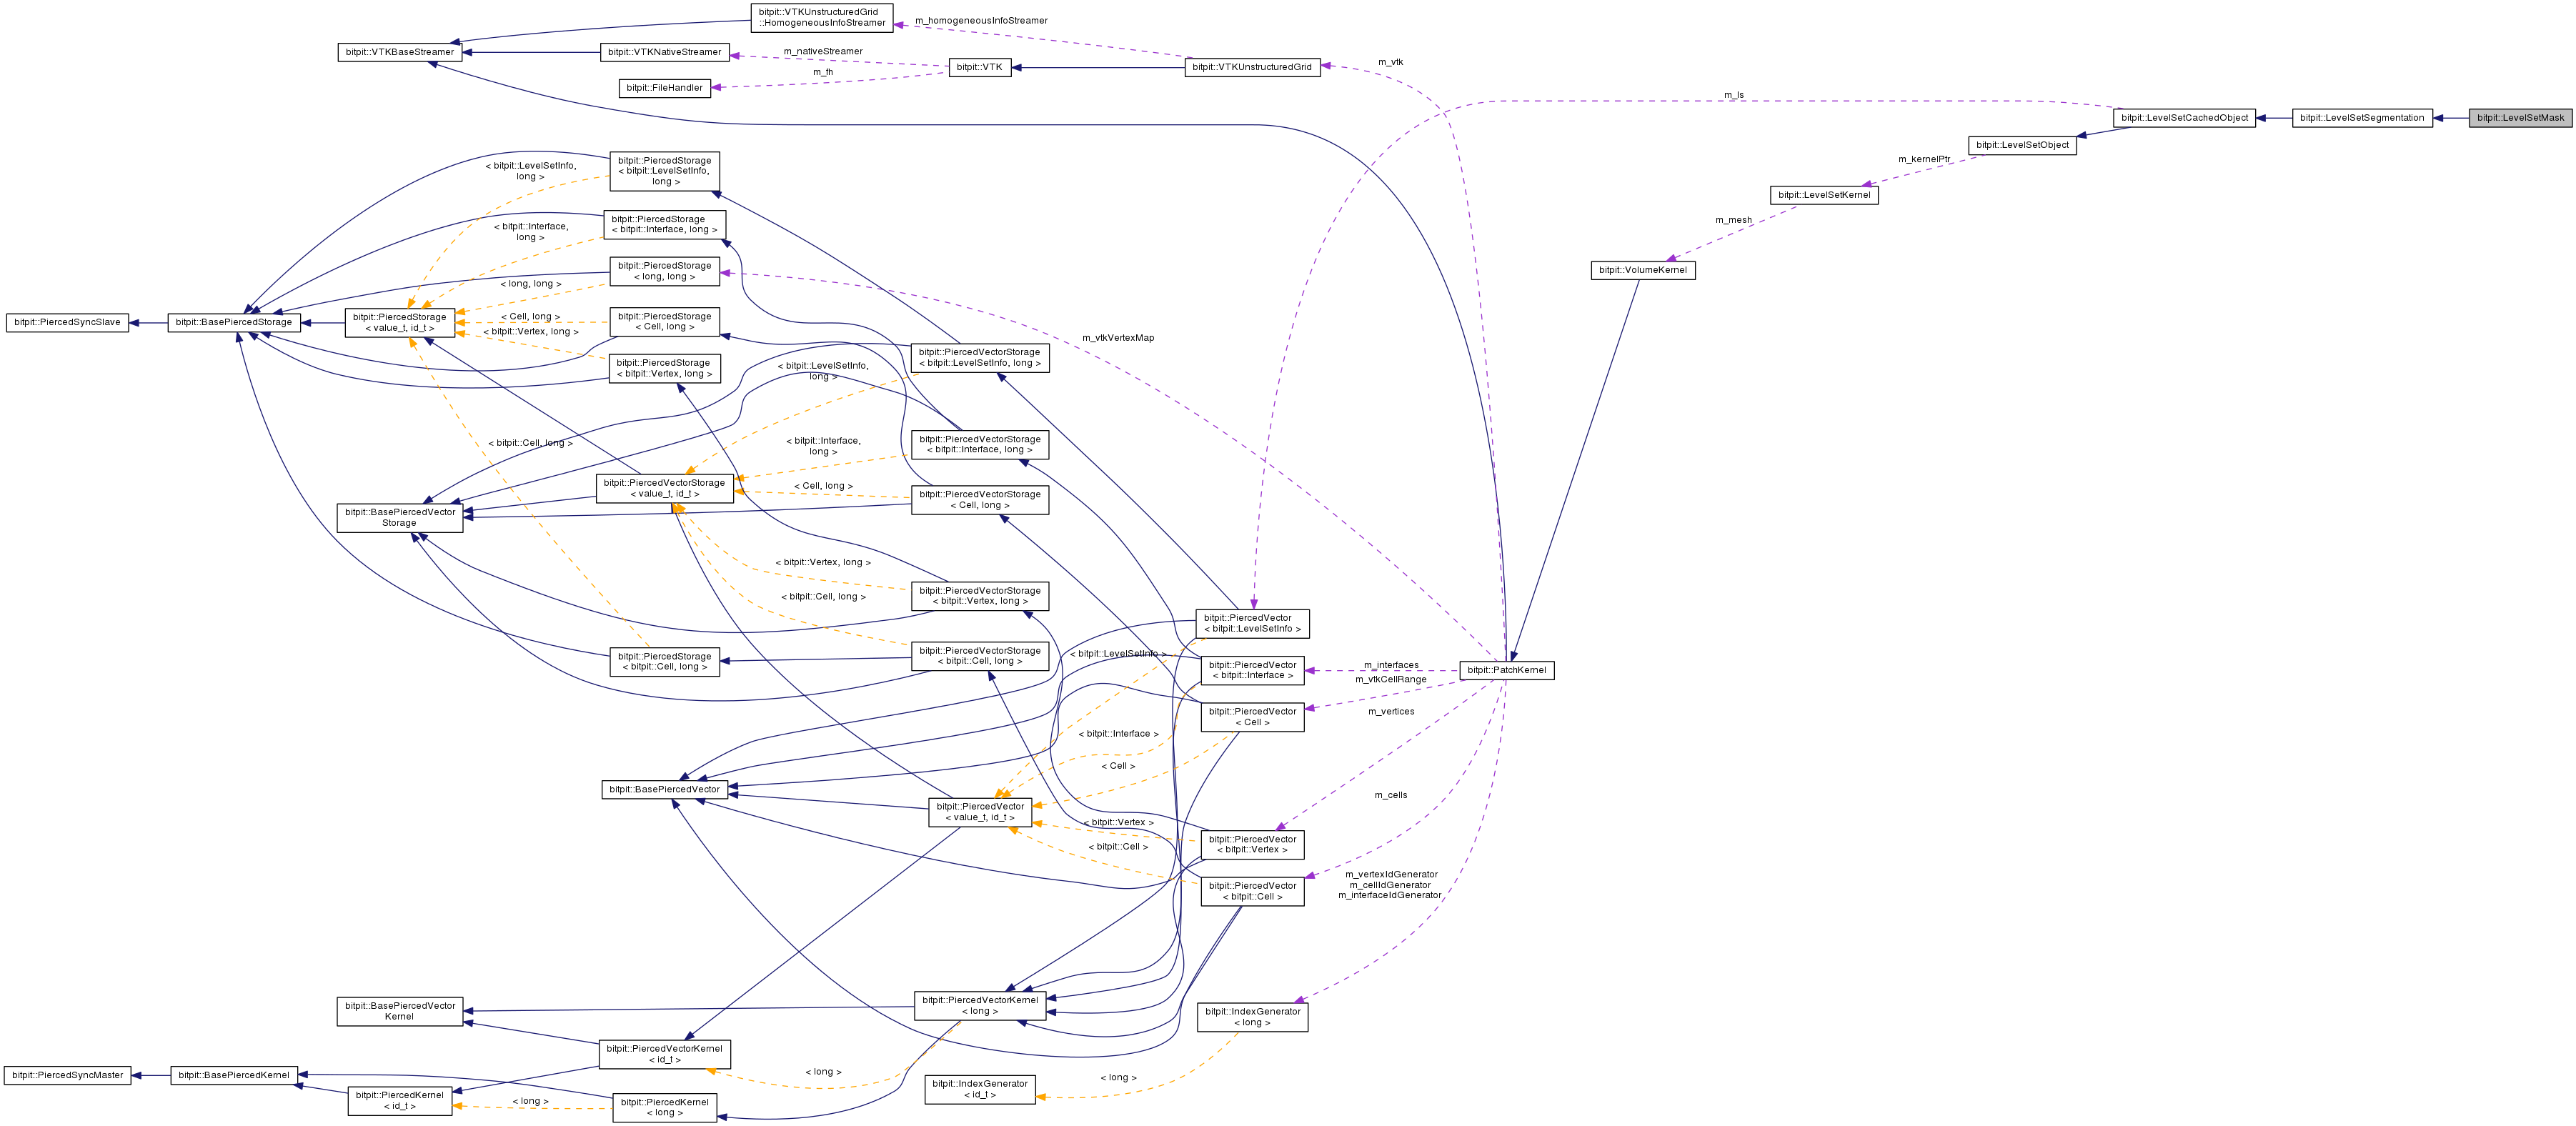 bitpit::VTKUnstructuredGrid
::HomogeneousInfoStreamer
m_homogeneousInfoStreamer
bitpit::VTKBaseStreamer
bitpit::VTKNativeStreamer
m_nativeStreamer
bitpit::VTK
bitpit::VTKUnstructuredGrid
m_vtk
m_fh
bitpit::FileHandler
m_ls
bitpit::LevelSetCachedObject
bitpit::LevelSetSegmentation
bitpit::LevelSetMask
bitpit::LevelSetObject
m_kernelPtr
bitpit::LevelSetKernel
m_mesh
bitpit::VolumeKernel
bitpit::PiercedStorage
< bitpit::LevelSetInfo,
long >
< bitpit::LevelSetInfo,
long >
bitpit::PiercedStorage
< bitpit::Interface, long >
< bitpit::Interface,
long >
bitpit::PiercedStorage
< long, long >
< long, long >
bitpit::PiercedSyncSlave
bitpit::BasePiercedStorage
bitpit::PiercedStorage
< value_t, id_t >
< Cell, long >
bitpit::PiercedStorage
< Cell, long >
< bitpit::Vertex, long >
bitpit::PiercedStorage
< bitpit::Vertex, long >
m_vtkVertexMap
bitpit::PiercedVectorStorage
< bitpit::LevelSetInfo, long >
< bitpit::LevelSetInfo,
long >
< bitpit::Cell, long >
< bitpit::Interface,
long >
bitpit::PiercedVectorStorage
< bitpit::Interface, long >
bitpit::PiercedVectorStorage
< value_t, id_t >
< Cell, long >
bitpit::PiercedVectorStorage
< Cell, long >
bitpit::BasePiercedVector
Storage
< bitpit::Vertex, long >
bitpit::PiercedVectorStorage
< bitpit::Vertex, long >
< bitpit::Cell, long >
bitpit::PiercedVector
< bitpit::LevelSetInfo >
bitpit::PiercedStorage
< bitpit::Cell, long >
bitpit::PiercedVectorStorage
< bitpit::Cell, long >
< bitpit::LevelSetInfo >
bitpit::PiercedVector
< bitpit::Interface >
m_interfaces
m_vtkCellRange
bitpit::PatchKernel
bitpit::PiercedVector
< Cell >
m_vertices
< bitpit::Interface >
< Cell >
bitpit::BasePiercedVector
bitpit::PiercedVector
< value_t, id_t >
m_cells
< bitpit::Vertex >
bitpit::PiercedVector
< bitpit::Vertex >
< bitpit::Cell >
bitpit::PiercedVector
< bitpit::Cell >
m_vertexIdGenerator
m_cellIdGenerator
m_interfaceIdGenerator
bitpit::BasePiercedVector
Kernel
bitpit::PiercedVectorKernel
< long >
bitpit::IndexGenerator
< long >
bitpit::PiercedVectorKernel
< id_t >
bitpit::PiercedSyncMaster
bitpit::BasePiercedKernel
< long >
bitpit::IndexGenerator
< id_t >
< long >
bitpit::PiercedKernel
< id_t >
< long >
bitpit::PiercedKernel
< long >